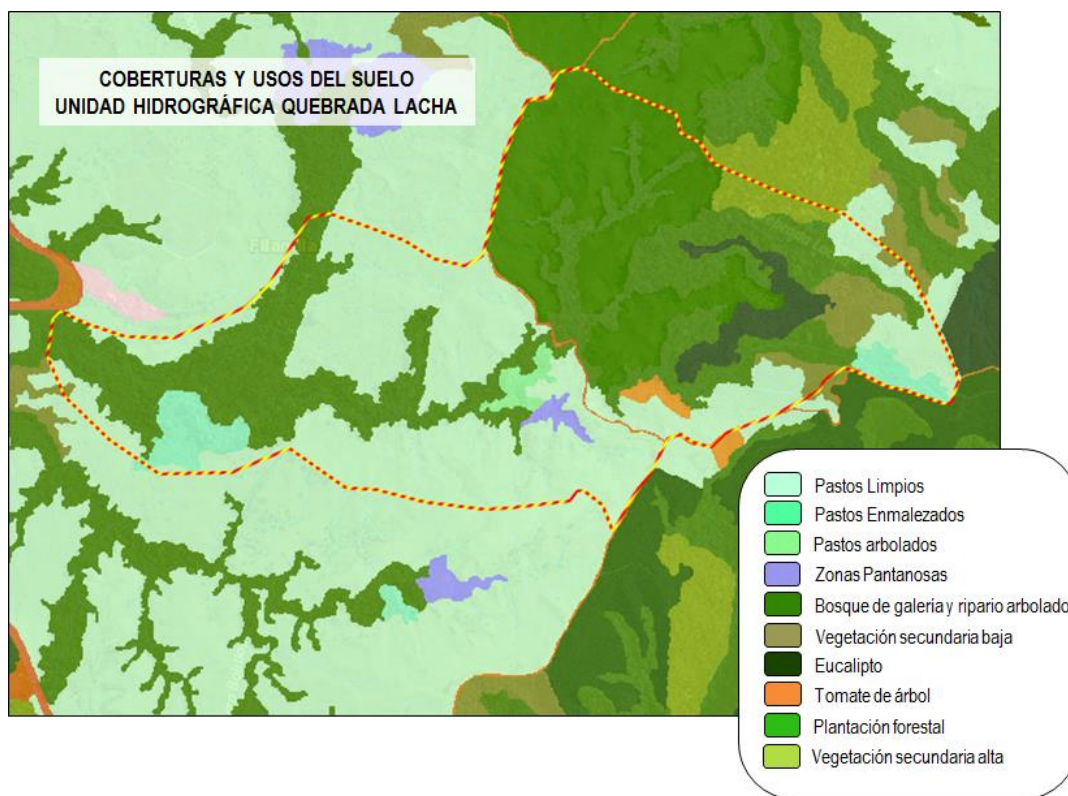 COBERTURAS Y USOS DEL SUELO
UNIDAD HIDROGRÁFICA QUEBRADA LACHA
Pastos Limpios
Pastos Enmalezados
Pastos arbolados
Zonas Pantanosas
Bosque de galería y ripario arbolado
Vegetación secundaria baja
Eucalipto
Tomate de árbol
Plantación forestal
Vegetación secundaria alta